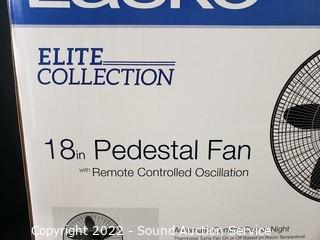 Lasko
ELITE
COLLECTION
18in Pedestal Fan
with Remote Controlled Oscillation
Night
Thermostat Turns Fan On Or Off Based On Room Temperature
Copyright 2022 - Sound Auction Service